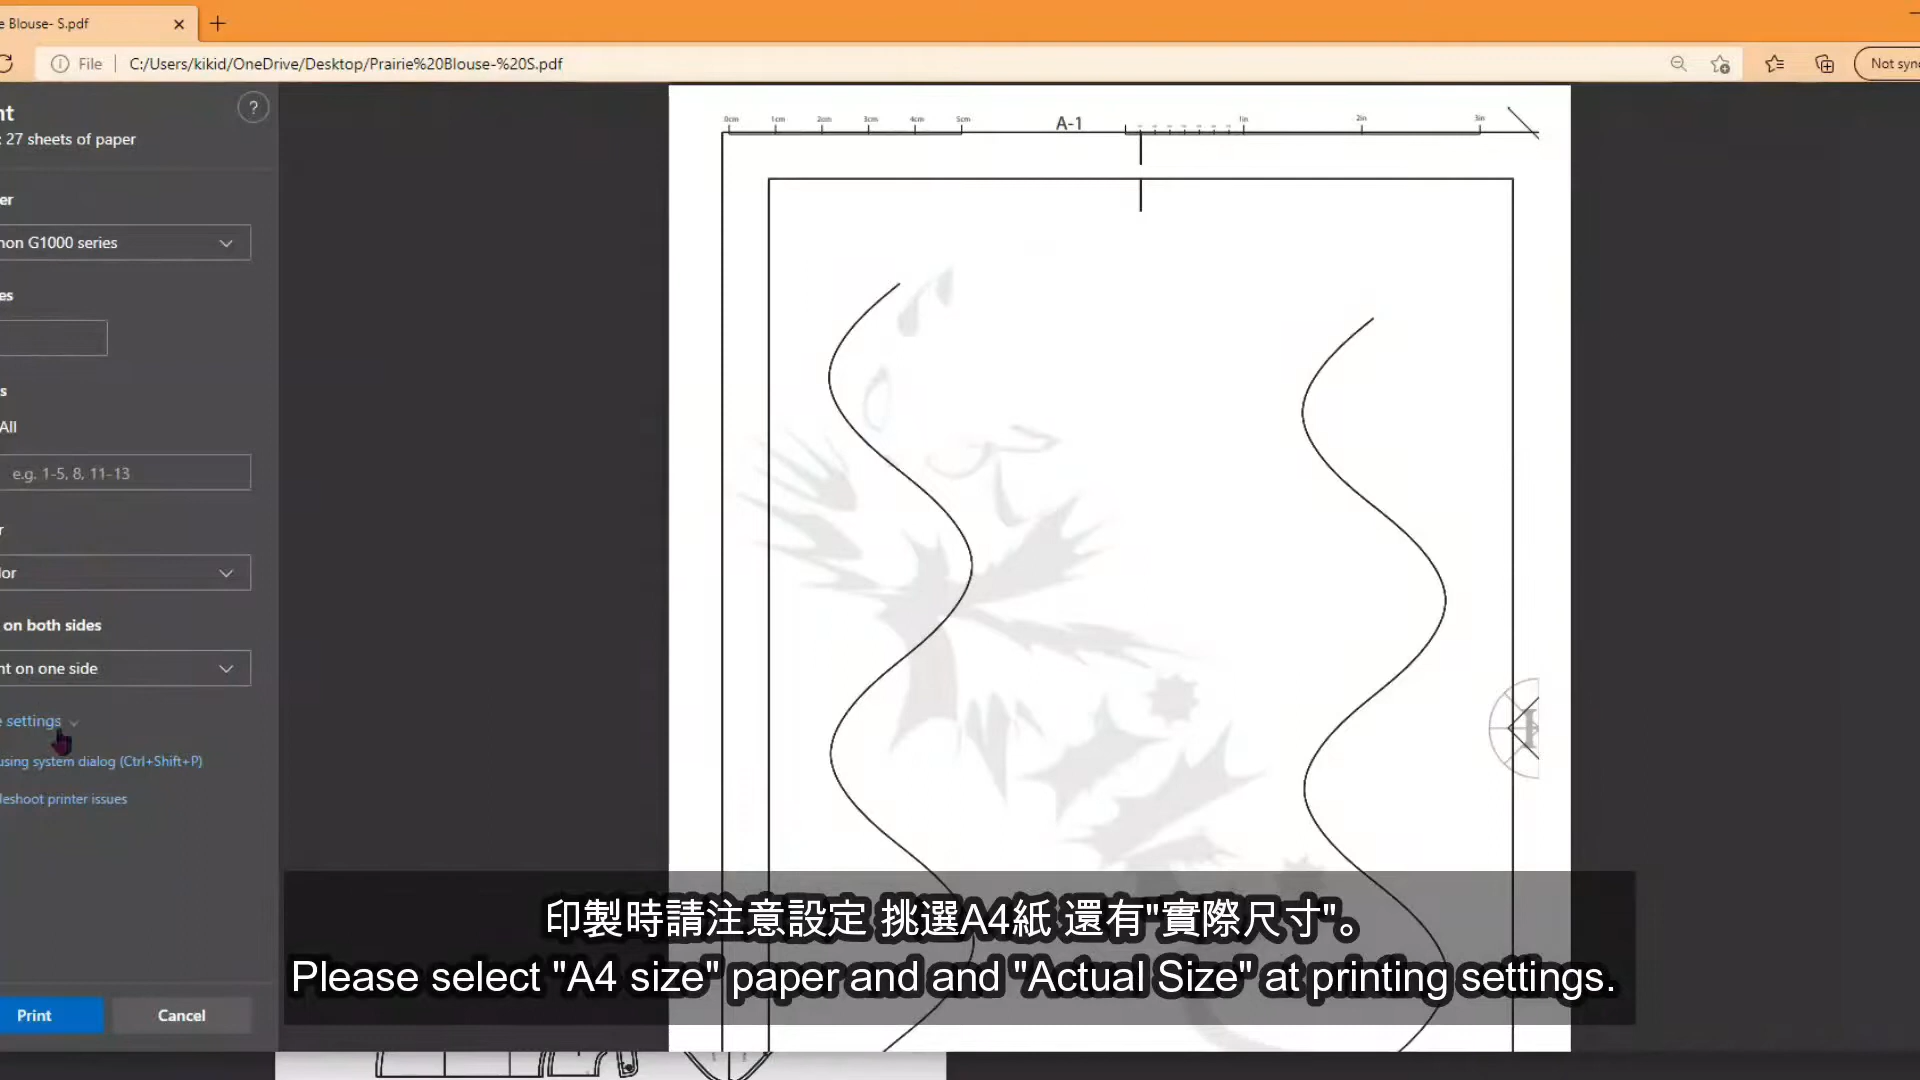 e Blouse- S.pdf
File
C:/Users/kikid/OneDrive/Desktop/Prairie%20Blouse-%20S.pdf
Not sync
nt
: 27 sheets of paper
?
er
non G1000 series
es
s
All
e.g. 1-5, 8, 11-13
r
lor
on both sides
nt on one side
e settings
using system dialog (Ctrl+Shift+P)
leshoot printer issues
Print
Cancel
0cm 1cm 2cm 3cm 4cm 5cm
A-1
1in 2in 3in
印製時請注意設定 挑選A4紙 還有"實際尺寸"。
Please select "A4 size" paper and and "Actual Size" at printing settings.